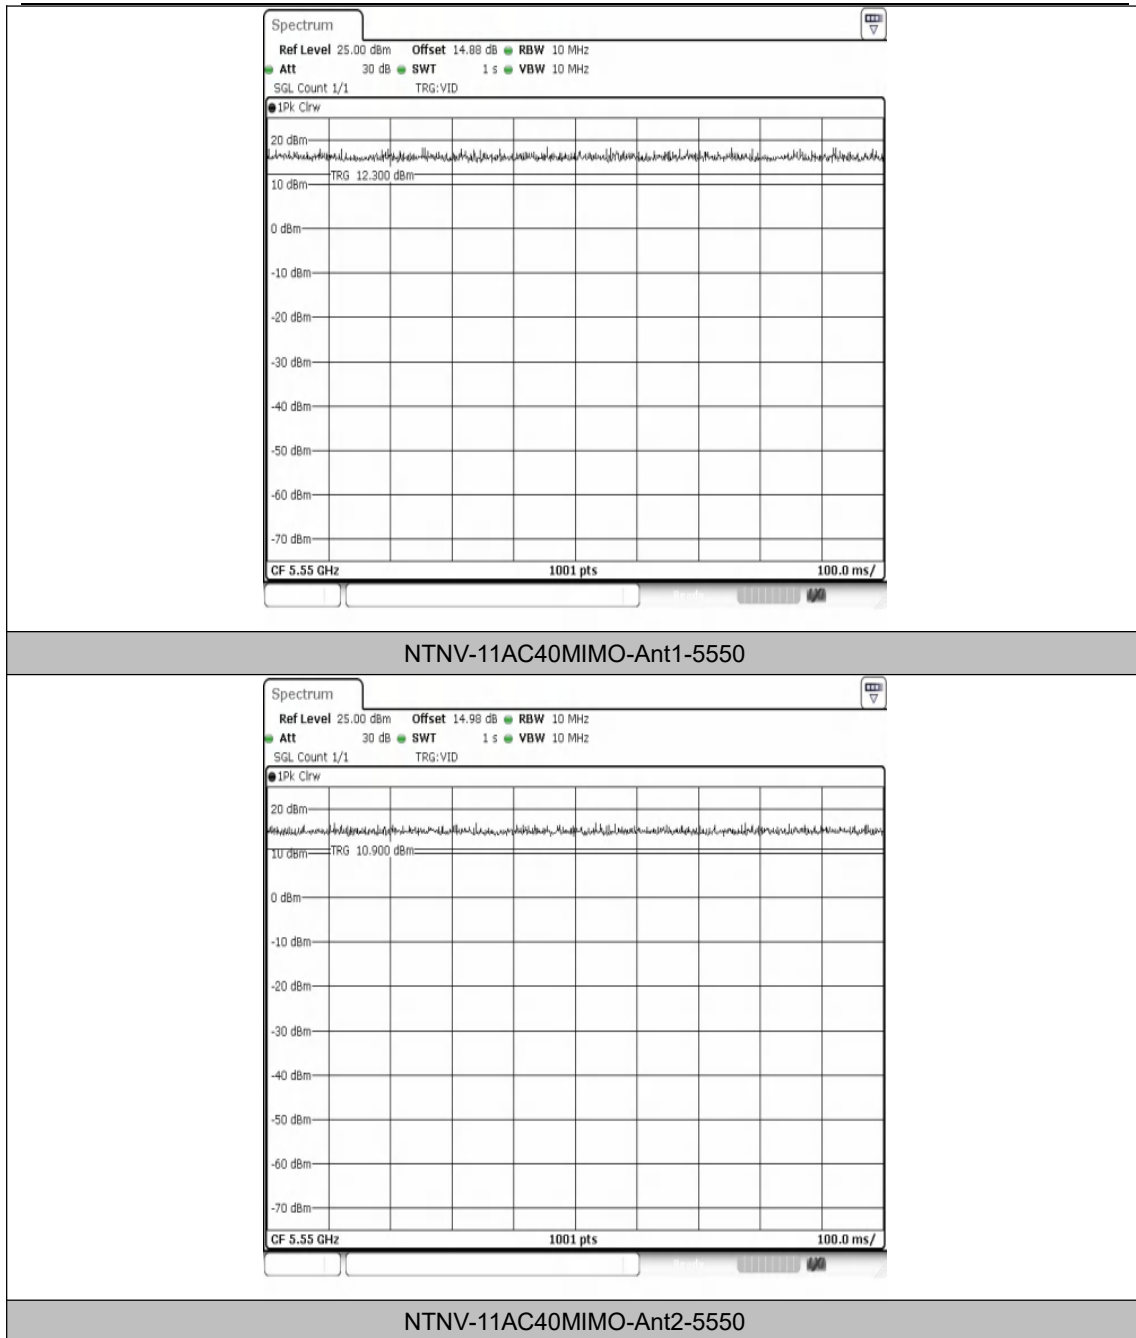 Spectrum
Ref Level 25.00 dBm Offset 14.88 dB RBW 10 MHz
Att 30 dB SWT 1 s VBW 10 MHz
SGL Count 1/1 TRG:VID
1Pk Clrw
20 dBm
TRG 12.300 dBm
10 dBm
0 dBm
-10 dBm
-20 dBm
-30 dBm
-40 dBm
-50 dBm
-60 dBm
-70 dBm
CF 5.55 GHz 1001 pts 100.0 ms/
NTNV-11AC40MIMO-Ant1-5550
Spectrum
Ref Level 25.00 dBm Offset 14.98 dB RBW 10 MHz
Att 30 dB SWT 1 s VBW 10 MHz
SGL Count 1/1 TRG:VID
1Pk Clrw
20 dBm
10 dBm TRG 10.900 dBm
0 dBm
-10 dBm
-20 dBm
-30 dBm
-40 dBm
-50 dBm
-60 dBm
-70 dBm
CF 5.55 GHz 1001 pts 100.0 ms/
NTNV-11AC40MIMO-Ant2-5550